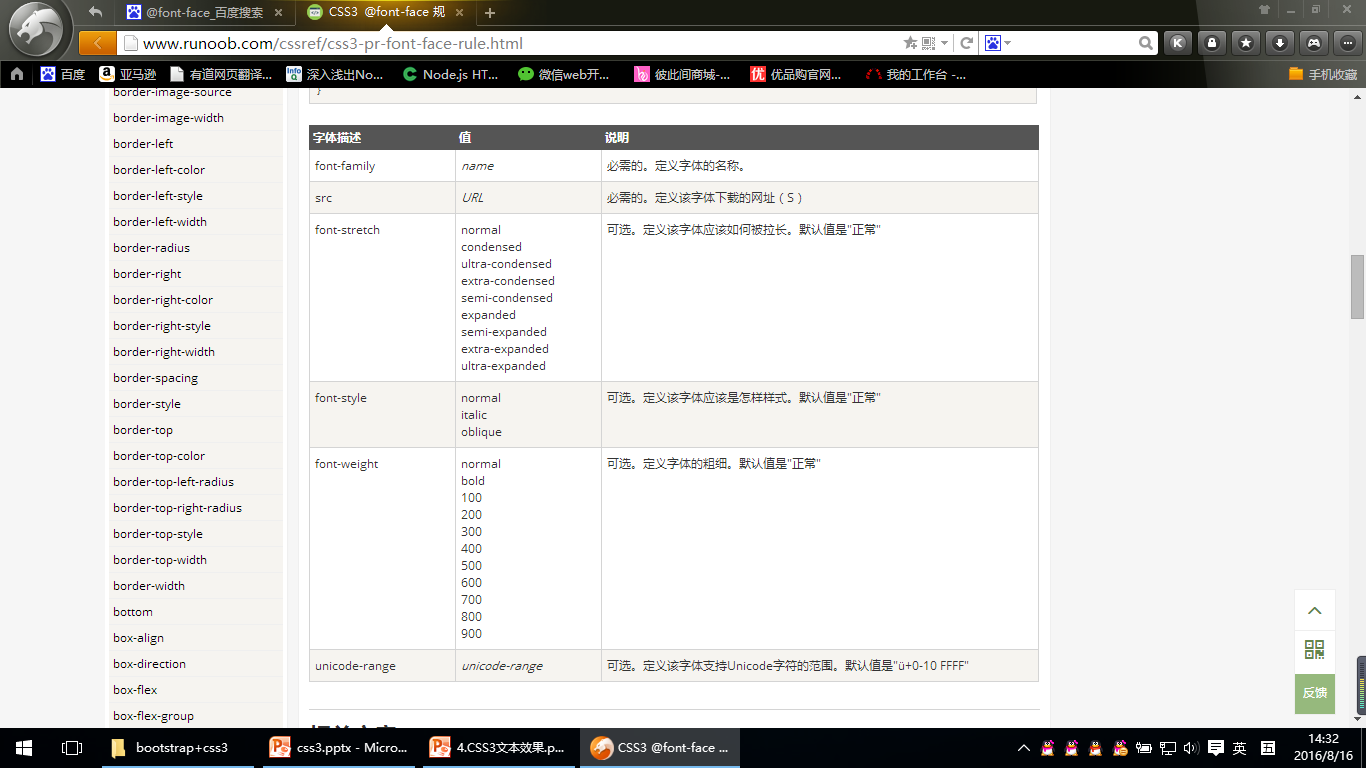 @font-face_百度搜索
CSS3 @font-face 规
www.runoob.com/cssref/css3-pr-font-face-rule.html
百度
亚马逊
有道网页翻译...
深入浅出No...
Node.js HT...
微信web开...
彼此间商城-...
优品购官网...
我的工作台 -...
手机收藏
border-image-source
border-image-width
border-left
border-left-color
border-left-style
border-left-width
border-radius
border-right
border-right-color
border-right-style
border-right-width
border-spacing
border-style
border-top
border-top-color
border-top-left-radius
border-top-right-radius
border-top-style
border-top-width
border-width
bottom
box-align
box-direction
box-flex
box-flex-group
}
字体描述 值 说明
font-family name 必需的。定义字体的名称。
src URL 必需的。定义该字体下载的网址（S）
font-stretch normal 可选。定义该字体应该如何被拉长。默认值是"正常"
condensed
ultra-condensed
extra-condensed
semi-condensed
expanded
semi-expanded
extra-expanded
ultra-expanded
font-style normal 可选。定义该字体应该是怎样样式。默认值是"正常"
italic
oblique
font-weight normal 可选。定义字体的粗细。默认值是"正常"
bold
100
200
300
400
500
600
700
800
900
unicode-range unicode-range 可选。定义该字体支持Unicode字符的范围。默认值是"ü+0-10 FFFF"
反馈
bootstrap+css3
css3.pptx - Micro...
4.CSS3文本效果.p...
CSS3 @font-face ...
英
五
14:32
2016/8/16